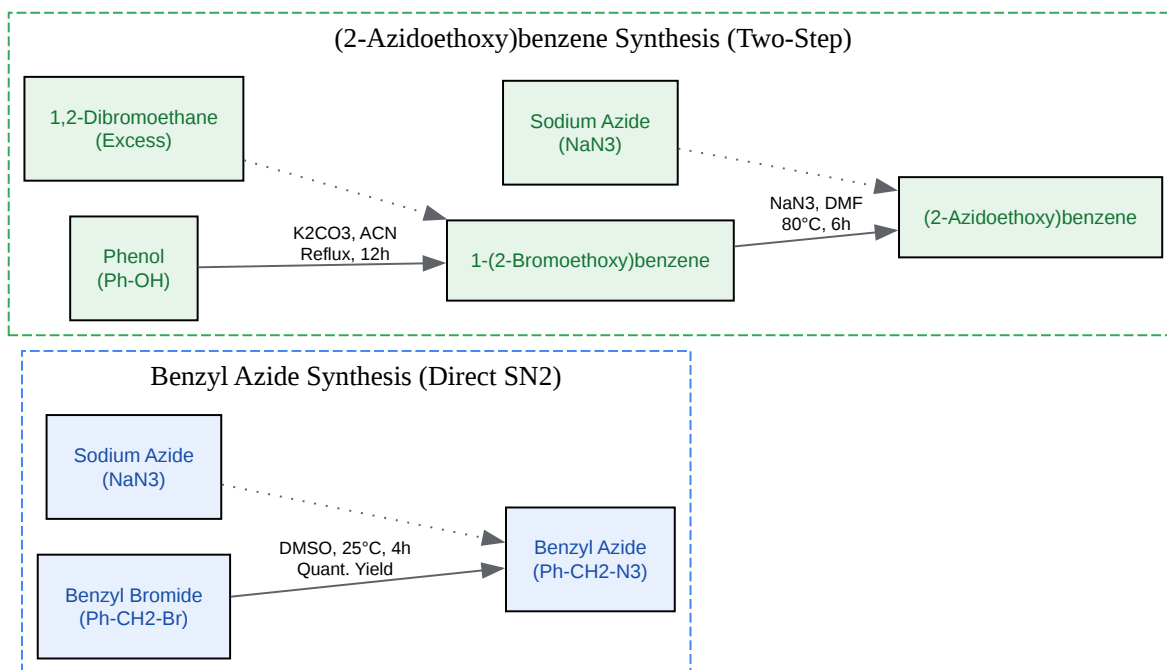 (2-Azidoethoxy)benzene Synthesis (Two-Step)
1,2-Dibromoethane
(Excess)
Sodium Azide
(NaN3)
Phenol
(Ph-OH)
K2CO3, ACN
Reflux, 12h
1-(2-Bromoethoxy)benzene
NaN3, DMF
80°C, 6h
(2-Azidoethoxy)benzene
Benzyl Azide Synthesis (Direct SN2)
Sodium Azide
(NaN3)
Benzyl Bromide
(Ph-CH2-Br)
DMSO, 25°C, 4h
Quant. Yield
Benzyl Azide
(Ph-CH2-N3)